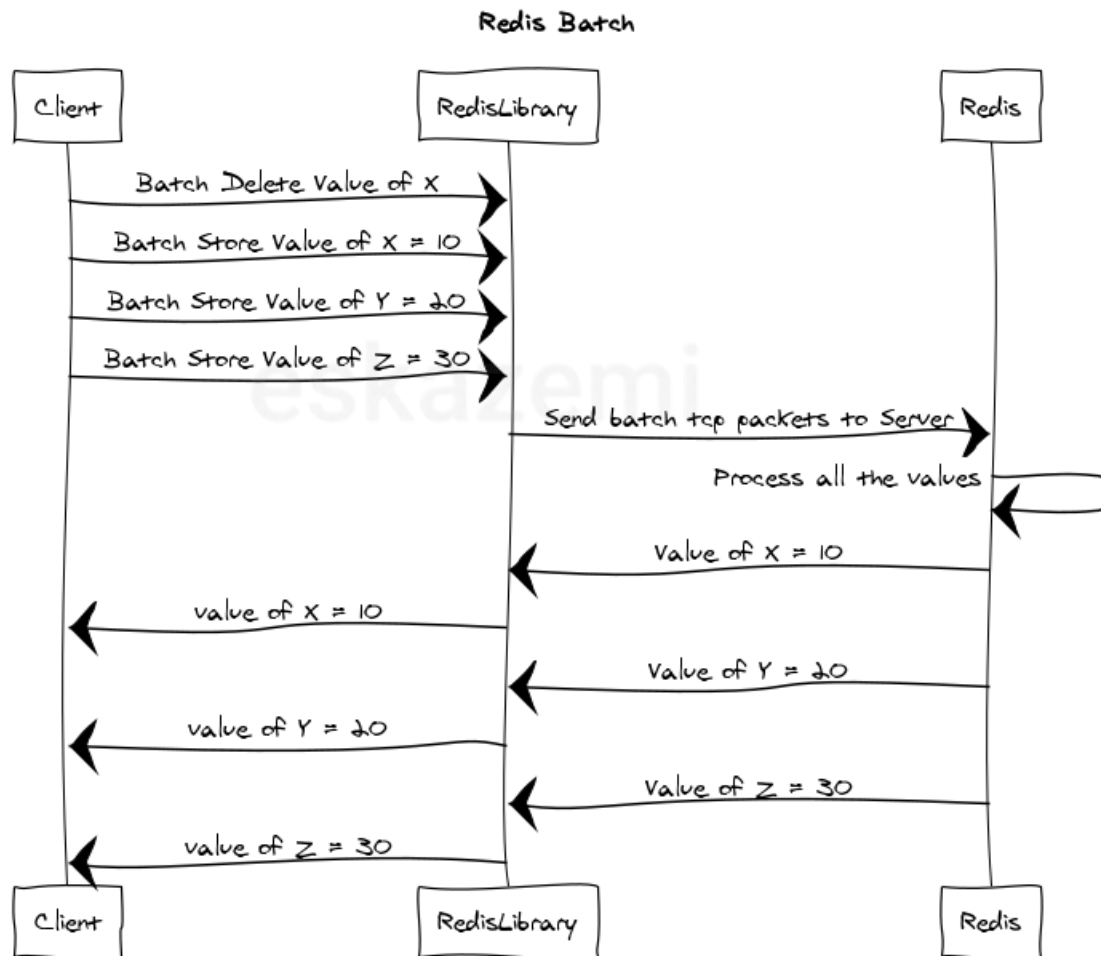 Redis Batch
Client
RedisLibrary
Redis
Batch Delete Value of X
Batch Store Value of X = 10
Batch Store Value of Y = 20
Batch Store Value of Z = 30
eskazemi
Send batch tcp packets to Server
Process all the values
Value of X = 10
value of X = 10
Value of Y = 20
value of Y = 20
Value of Z = 30
value of Z = 30
Client
RedisLibrary
Redis